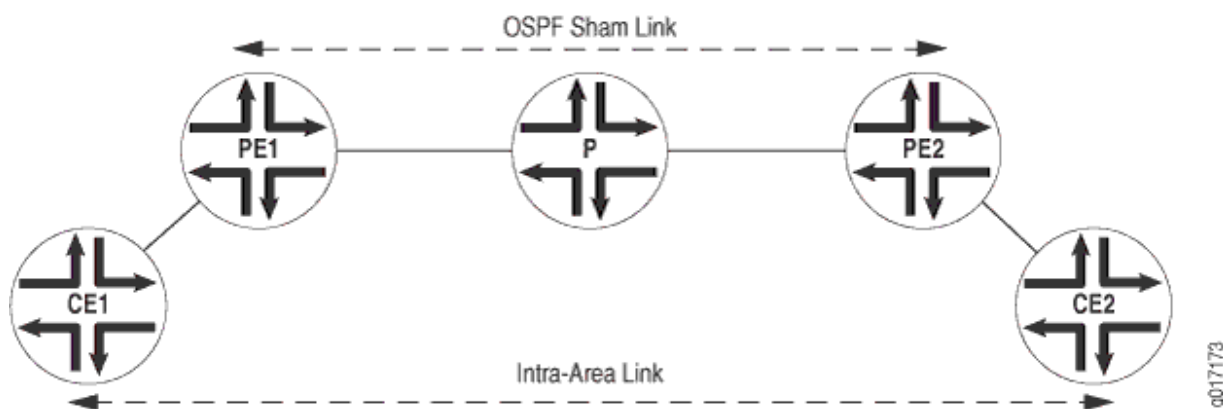 OSPF Sham Link
PE1
P
PE2
CE1
CE2
Intra-Area Link
g017173